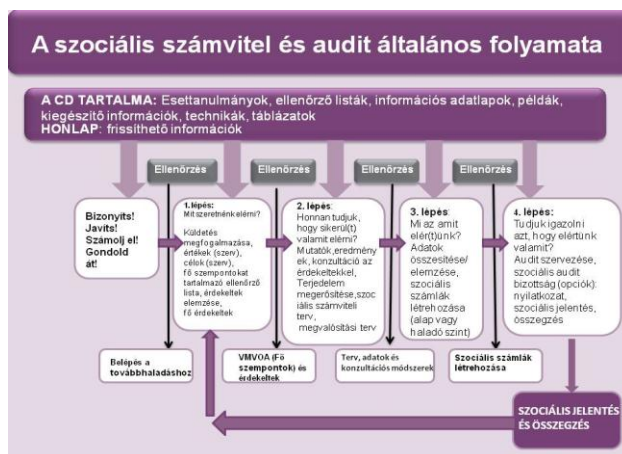 A szociális számvitel és audit általános folyamata
A CD TARTALMA: Esettanulmányok, ellenőrző listák, információs adatlapok, példák,
kiegészítő információk, technikák, táblázatok
HONLAP: frissíthető információk
Ellenőrzés
Ellenőrzés
Ellenőrzés
Ellenőrzés
Bizonyíts!
Javíts!
Számolj el!
Gondold
át!
1. lépés:
Mit szeretnénk elérni?
Küldetés
megfogalmazása,
értékek (szerv),
célok (szerv),
fő szempontokat
tartalmazó ellenőrző
lista, érdekeltek
elemzése,
fő érdekeltek
2. lépés:
Honnan tudjuk,
hogy sikerül(t)
valamit elérni?
Mutatók, eredmény
ek, konzultáció az
érdekeltekkel,
Terjedelem
megerősítése,szoc
iális számviteli
terv,
megvalósítási terv
3. lépés:
Mi az amit
elér(t)ünk?
Adatok
összesítése/
elemzése,
szociális
számlák
létrehozása
(alap vagy
haladó szint)
4. lépés:
Tudjuk igazolni
azt, hogy elértünk
valamit?
Audit szervezése,
szociális audit
bizottság (opciók):
nyilatkozat,
szociális jelentés,
összegzés
Belépés a
továbbhaladáshoz
VMVOA (Fő
szempontok) és
érdekeltek
Terv, adatok és
konzultációs módszerek
Szociális számlák
létrehozása
SZOCIÁLIS JELENTÉS
ÉS ÖSSZEGZÉS